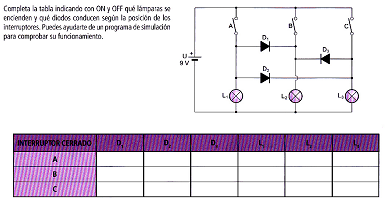 Completa la tabla indicando con ON y OFF qué lámparas se
encienden y qué diodos conducen según la posición de los
interruptores. Puedes ayudarte de un programa de simulación
para comprobar su funcionamiento.
A B C
D₁
D₃
U +
9 V
D₂
L₁ L₂ L₃
INTERRUPTOR CERRADO D₁ D₂ D₃ L₁ L₂ L₃
A
B
C